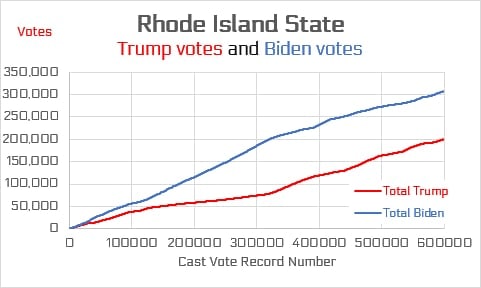 Rhode Island State
Votes
Trump votes and Biden votes
350,000
300,000
250,000
200,000
150,000
100,000
50,000
0
Total Trump
Total Biden
0 100000 200000 300000 400000 500000 600000
Cast Vote Record Number